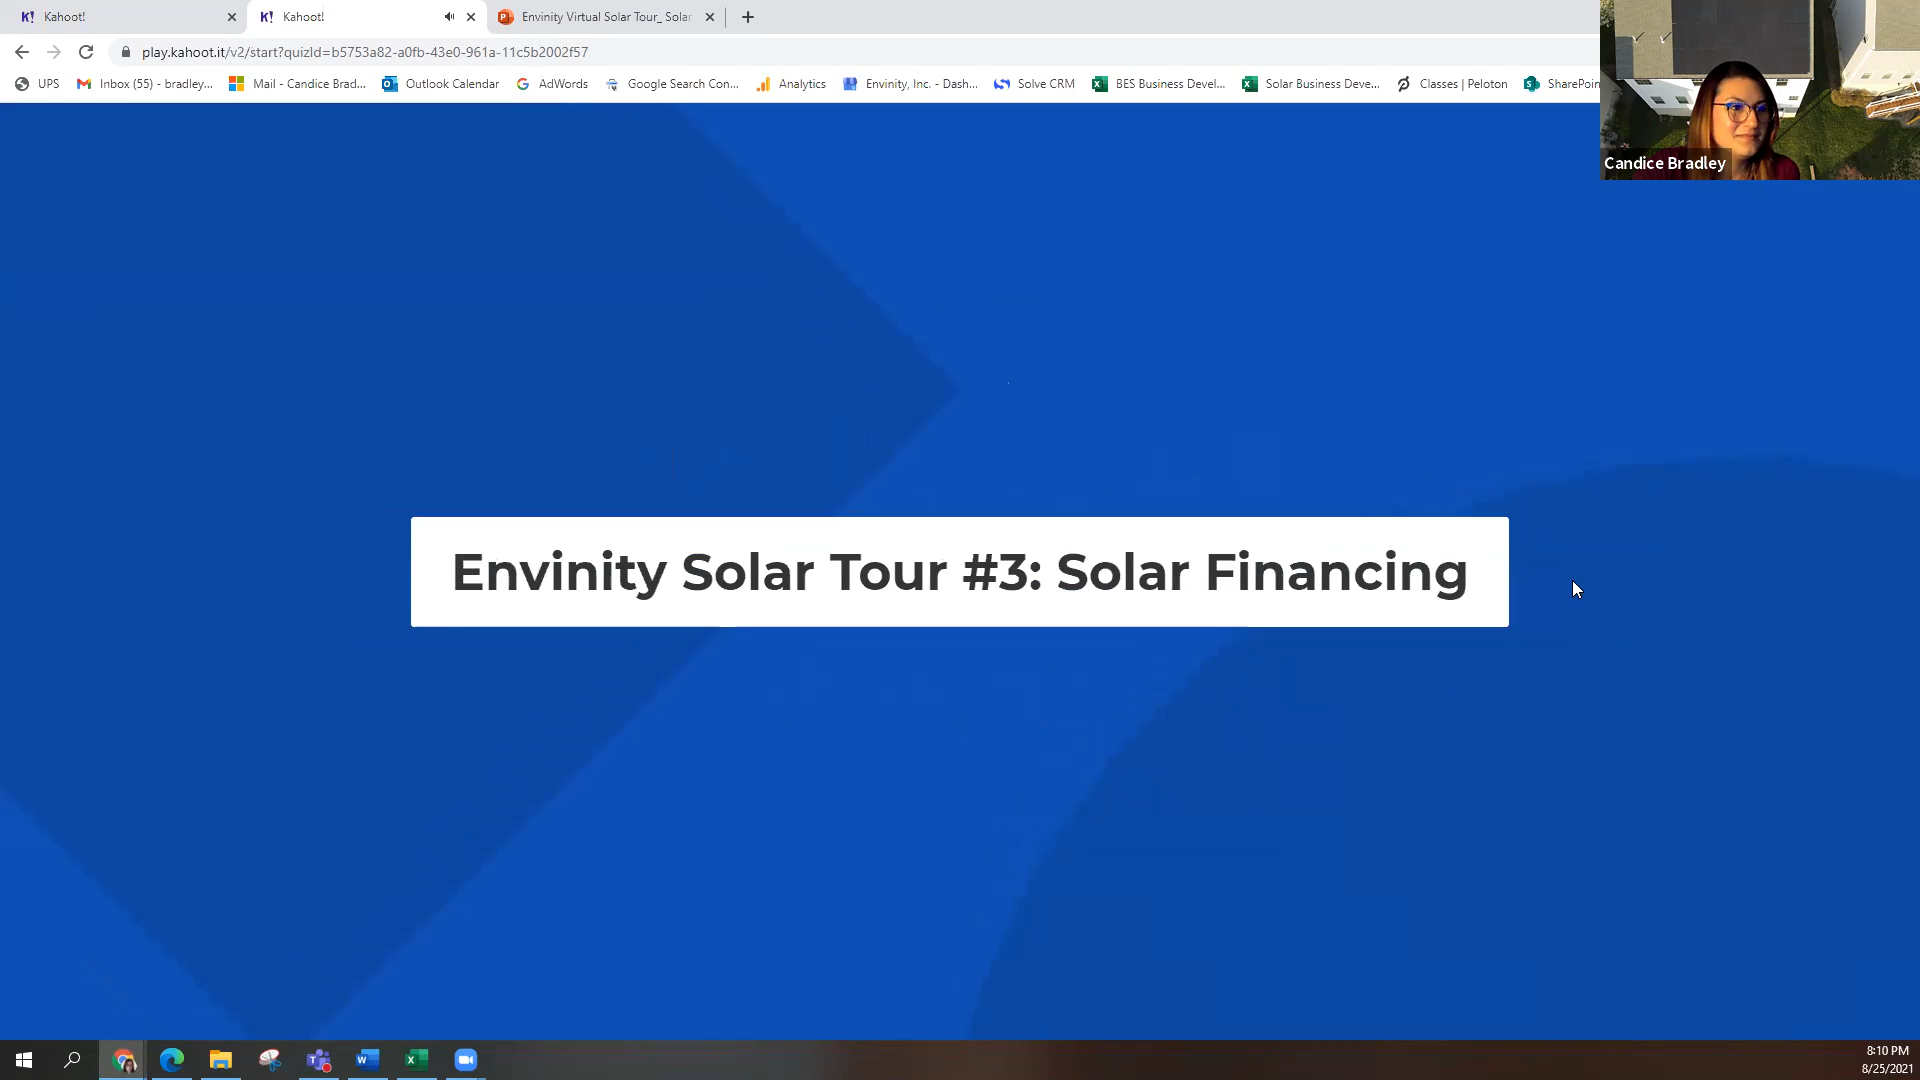 Kahoot!
Kahoot!
Envinity Virtual Solar Tour_ Solar
play.kahoot.it/v2/start?quizId=b5753a82-a0fb-43e0-961a-11c5b2002f57
UPS
Inbox (55) - bradley...
Mail - Candice Brad...
Outlook Calendar
AdWords
Google Search Con...
Analytics
Envinity, Inc. - Dash...
Solve CRM
BES Business Devel...
Solar Business Deve...
Classes | Peloton
SharePoin
Candice Bradley
Envinity Solar Tour #3: Solar Financing
8:10 PM
8/25/2021